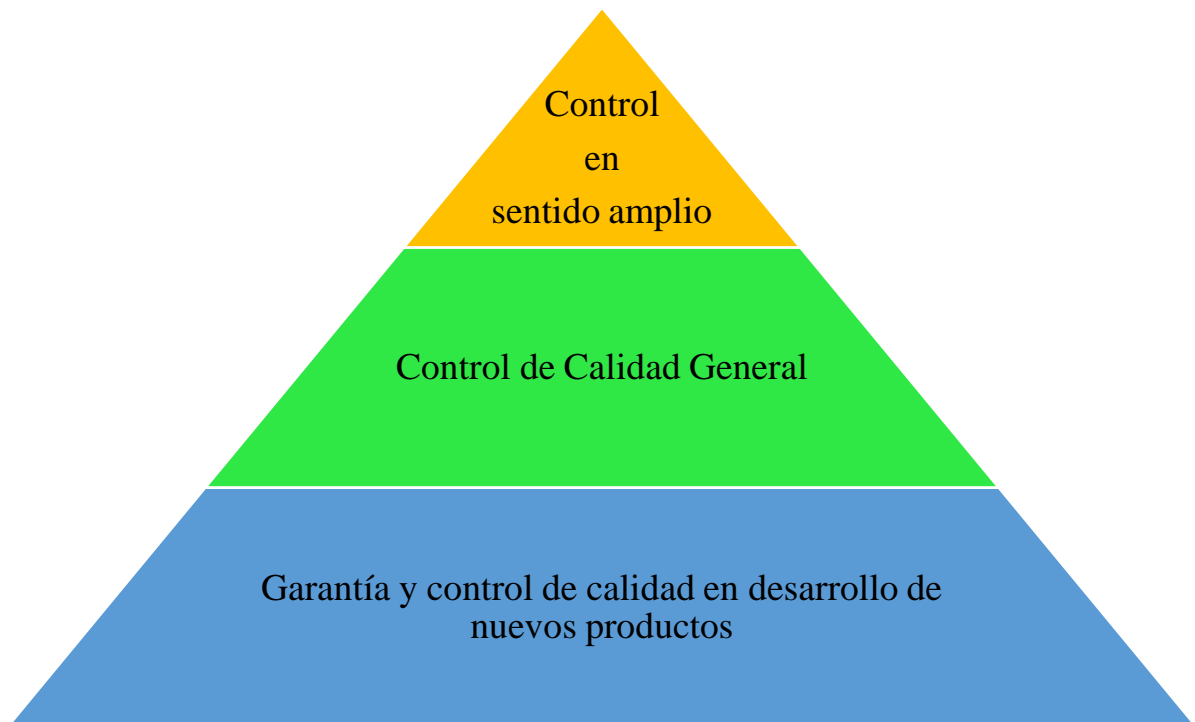 Control
en
sentido amplio
Control de Calidad General
Garantía y control de calidad en desarrollo de
nuevos productos